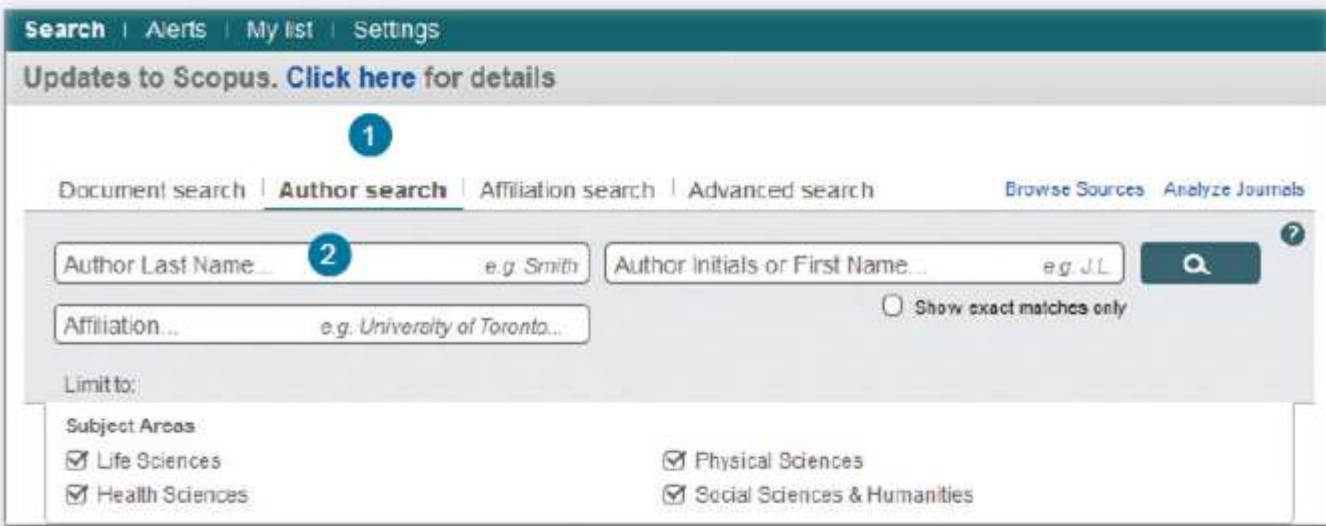 Search | Alerts | My list | Settings
Updates to Scopus. Click here for details
1
Document search | Author search | Affiliation search | Advanced search Browse Sources Analyze Journals
?
Author Last Name... 2 e.g. Smith Author Initials or First Name... e.g. J.L.
Affiliation... e.g. University of Toronto... Show exact matches only
Limit to:
Subject Areas
Life Sciences Physical Sciences
Health Sciences Social Sciences & Humanities